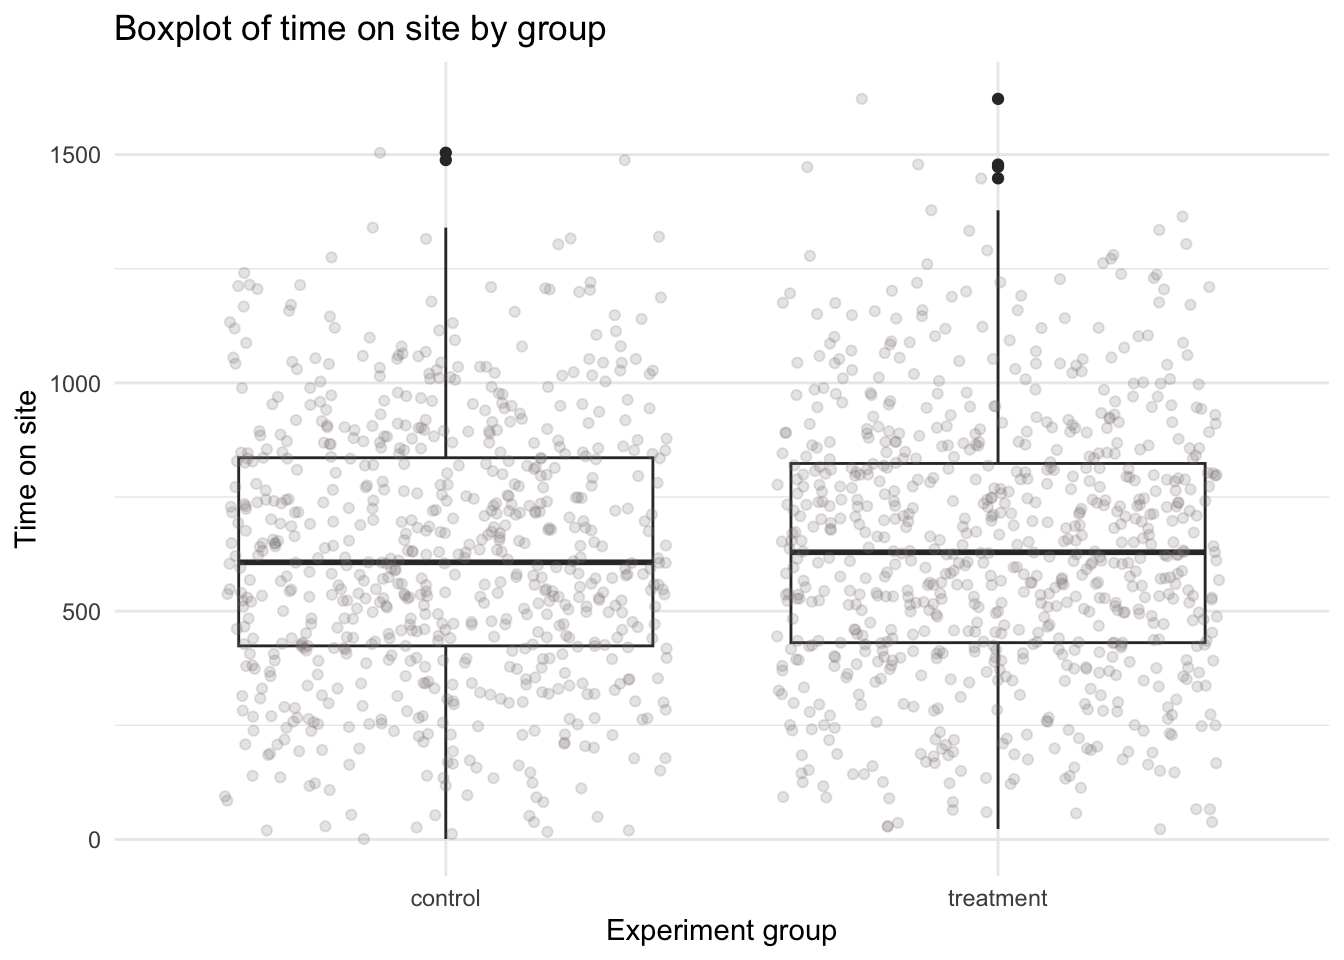 Boxplot of time on site by group
1500
1000
500
0
Time on site
control
treatment
Experiment group